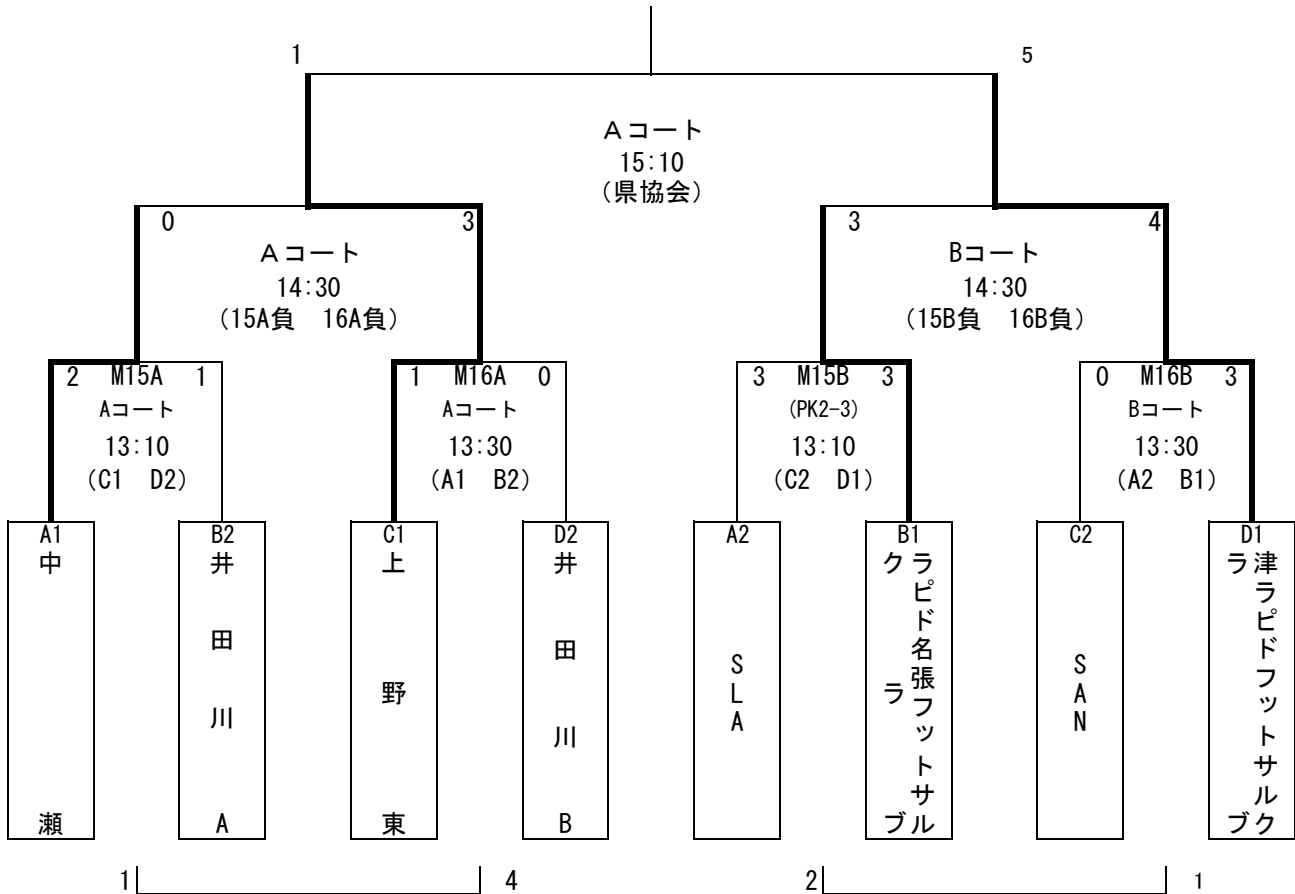 1
5
Aコート
15:10
(県協会)
0
3
3
4
Aコート
14:30
(15A負 16A負)
Bコート
14:30
(15B負 16B負)
2 M15A 1
Aコート
13:10
(C1 D2)
1 M16A 0
Aコート
13:30
(A1 B2)
3 M15B 3
(PK2-3)
13:10
(C2 D1)
0 M16B 3
Bコート
13:30
(A2 B1)
A1
中瀬
B2
井田川A
C1
上野東
D2
井田川B
A2
SLA
B1
ラピド名張フットサル
クラブ
C2
SAN
D1
津ラピドフットサルク
ラブ
1
4
2
1